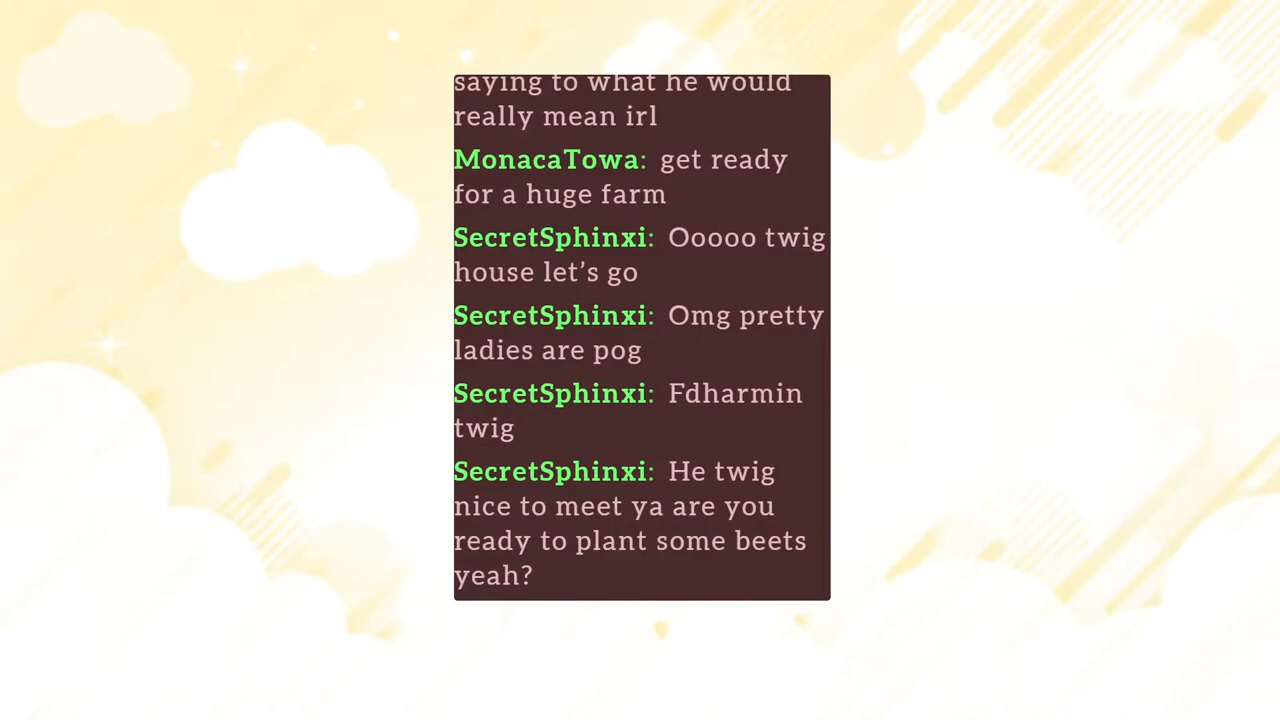 saying to what he would
really mean irl
MonacaTowa: get ready
for a huge farm
SecretSphinxi: Ooooo twig
house let’s go
SecretSphinxi: Omg pretty
ladies are pog
SecretSphinxi: Fdharmin
twig
SecretSphinxi: He twig
nice to meet ya are you
ready to plant some beets
yeah?